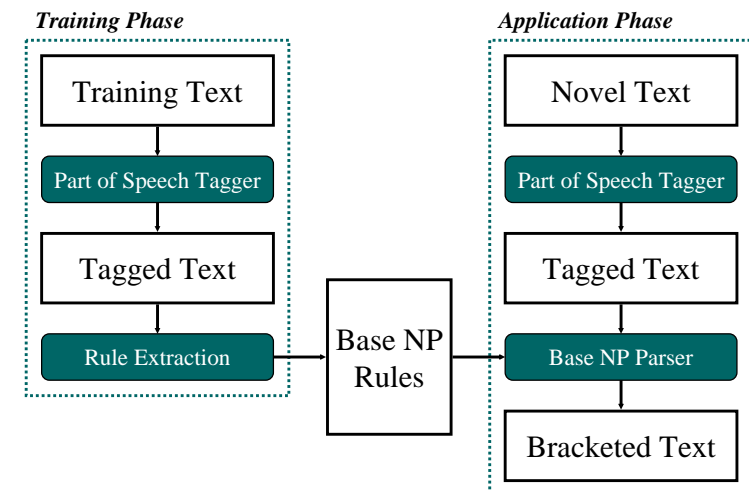 Training Phase
Training Text
Part of Speech Tagger
Tagged Text
Rule Extraction
Base NP
Rules
Application Phase
Novel Text
Part of Speech Tagger
Tagged Text
Base NP Parser
Bracketed Text